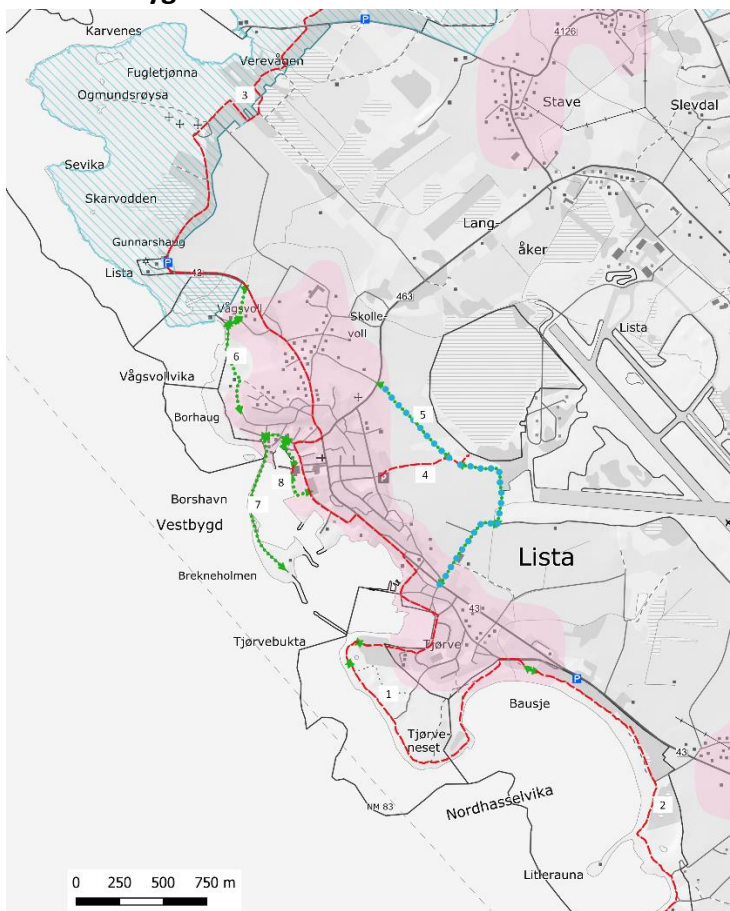 Karvenes
P
4126
Verevågen
Fugletjønna
Ogmundsrøysa
3
Stave
Slevdal
Sevika
Skarvodden
Lang-
åker
Gunnarshaug
P
Lista
43
463
Vågsvoll
Skolle-
voll
Lista
6
Vågsvollvika
5
Borhaug
4
P
8
Borshavn
7
Vestbygd
Lista
Brekneholmen
43
Tjørvebukta
Tjørve
P
1
Bausje
Tjørve-
neset
43
NM 83
Nordhasselvika
2
Litlerauna
0 250 500 750 m